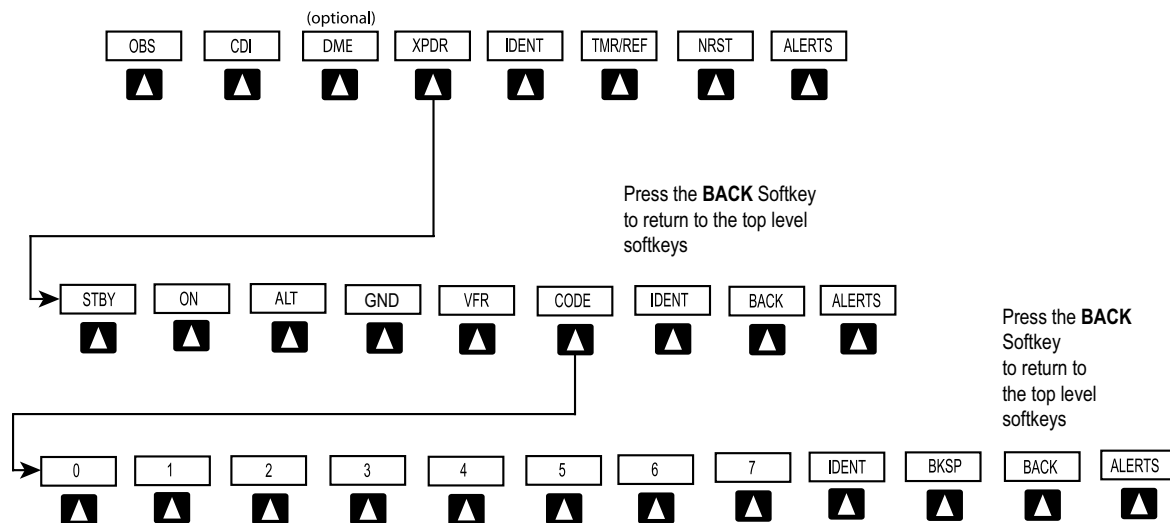 (optional)
OBS CDI DME XPDR IDENT TMR/REF NRST ALERTS
Press the BACK Softkey
to return to the top level
softkeys
STBY ON ALT GND VFR CODE IDENT BACK ALERTS
Press the BACK
Softkey
to return to
the top level
softkeys
0 1 2 3 4 5 6 7 IDENT BKSP BACK ALERTS